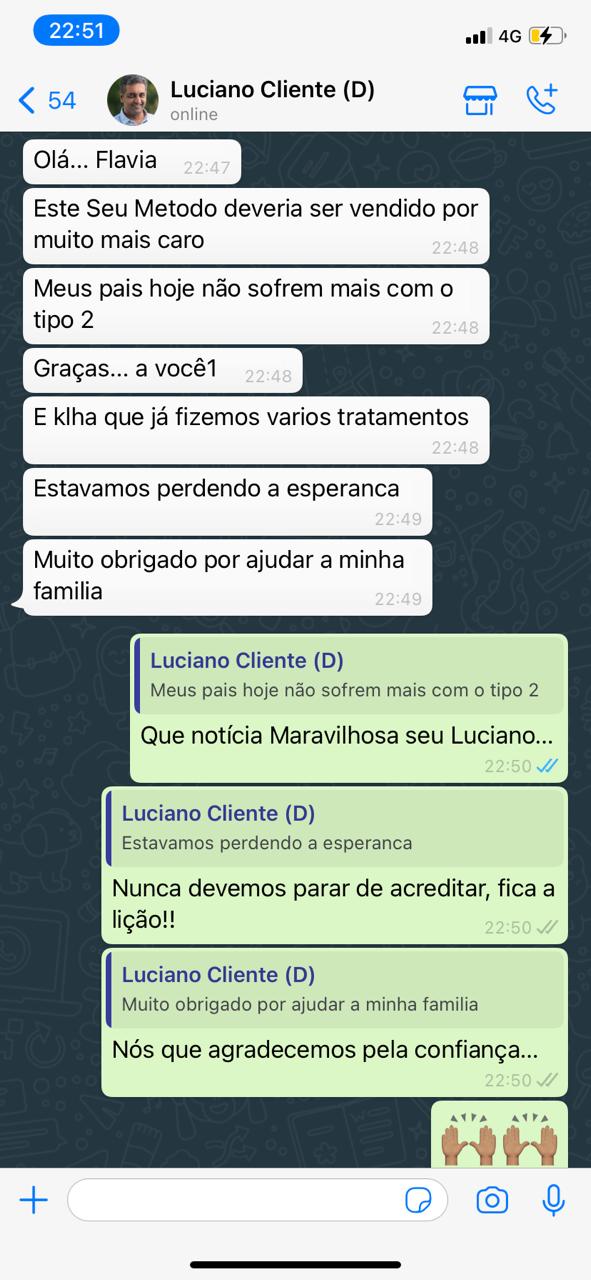 22:51
4G
54
Luciano Cliente (D)
online
Olá... Flavia
22:47
Este Seu Metodo deveria ser vendido por
muito mais caro
22:48
Meus pais hoje não sofrem mais com o
tipo 2
22:48
Graças... a você1
22:48
E klha que já fizemos varios tratamentos
22:48
Estavamos perdendo a esperanca
22:49
Muito obrigado por ajudar a minha
familia
22:49
Luciano Cliente (D)
Meus pais hoje não sofrem mais com o tipo 2
Que notícia Maravilhosa seu Luciano...
22:50
Luciano Cliente (D)
Estavamos perdendo a esperanca
Nunca devemos parar de acreditar, fica a
lição!!
22:50
Luciano Cliente (D)
Muito obrigado por ajudar a minha familia
Nós que agradecemos pela confiança...
22:50